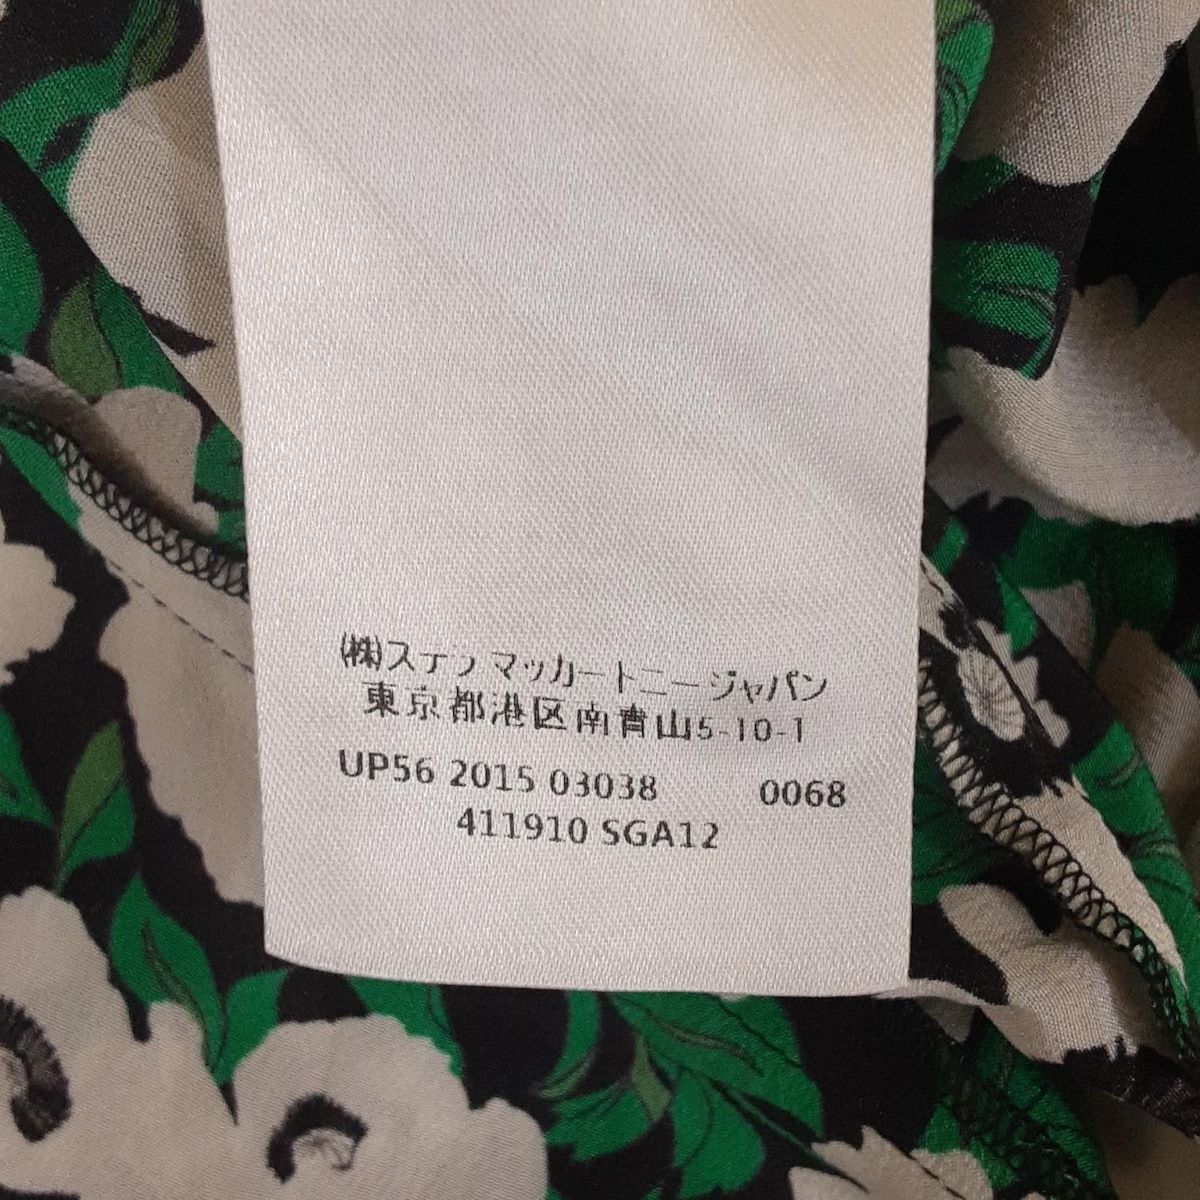 (株)ステラ マッカートニー ジャパン
東京都港区南青山5-10-1
UP56 2015 03038 0068
411910 SGA12